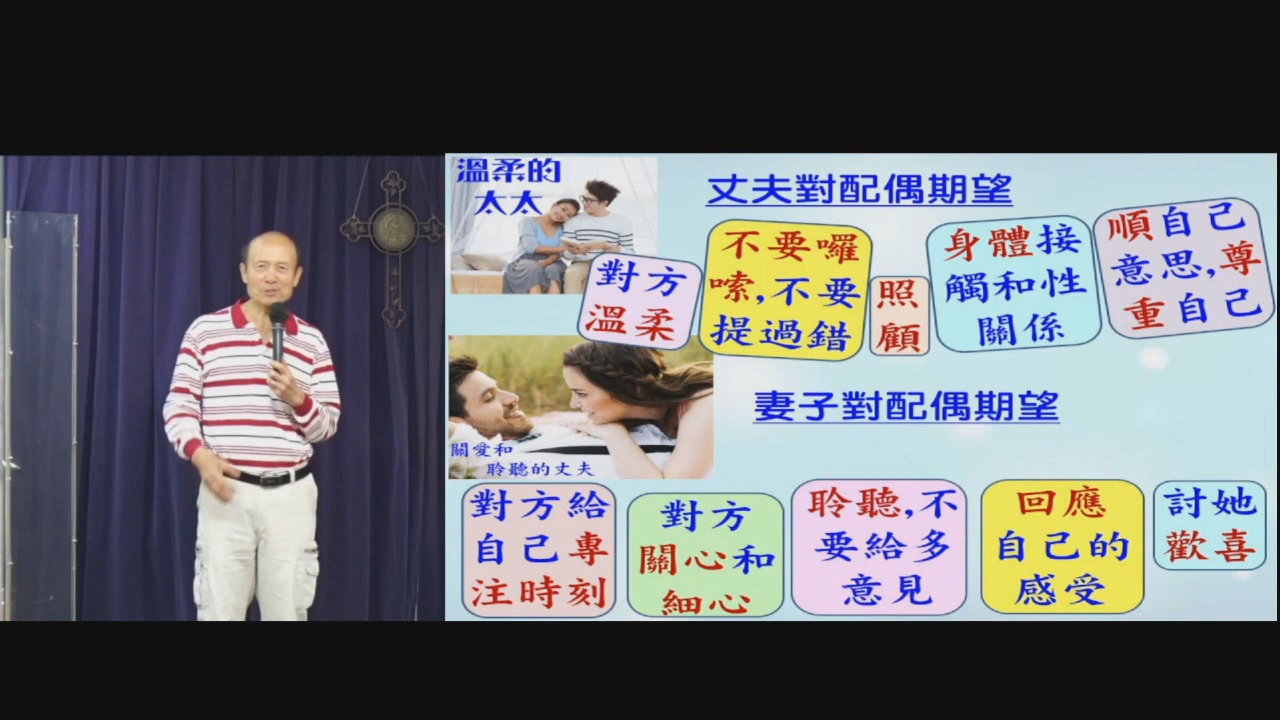 溫柔的
太太
丈夫對配偶期望
對方
溫柔
不要囉
嗦,不要
提過錯
照
顧
身體接
觸和性
關係
順自己
意思,尊
重自己
關愛和
聆聽的丈夫
妻子對配偶期望
對方給
自己專
注時刻
對方
關心和
細心
聆聽,不
要給多
意見
回應
自己的
感受
討她
歡喜